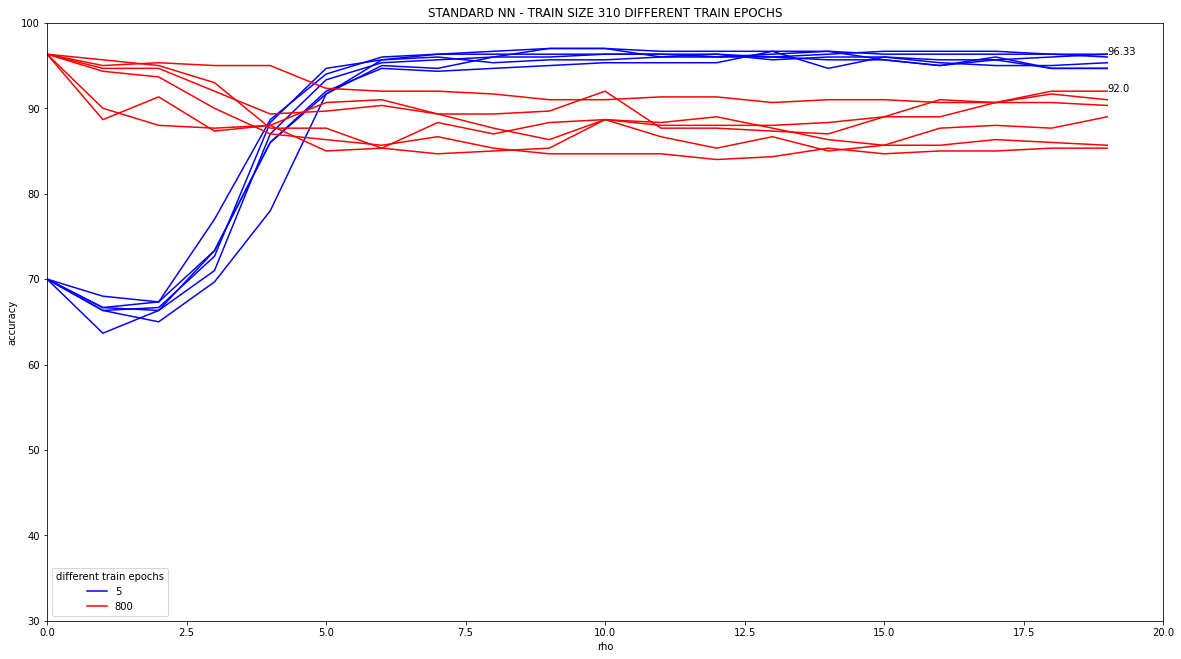 STANDARD NN - TRAIN SIZE 310 DIFFERENT TRAIN EPOCHS
100
90
80
70
60
50
40
30
accuracy
96.33
92.0
different train epochs
5
800
0.0 2.5 5.0 7.5 10.0 12.5 15.0 17.5 20.0
rho